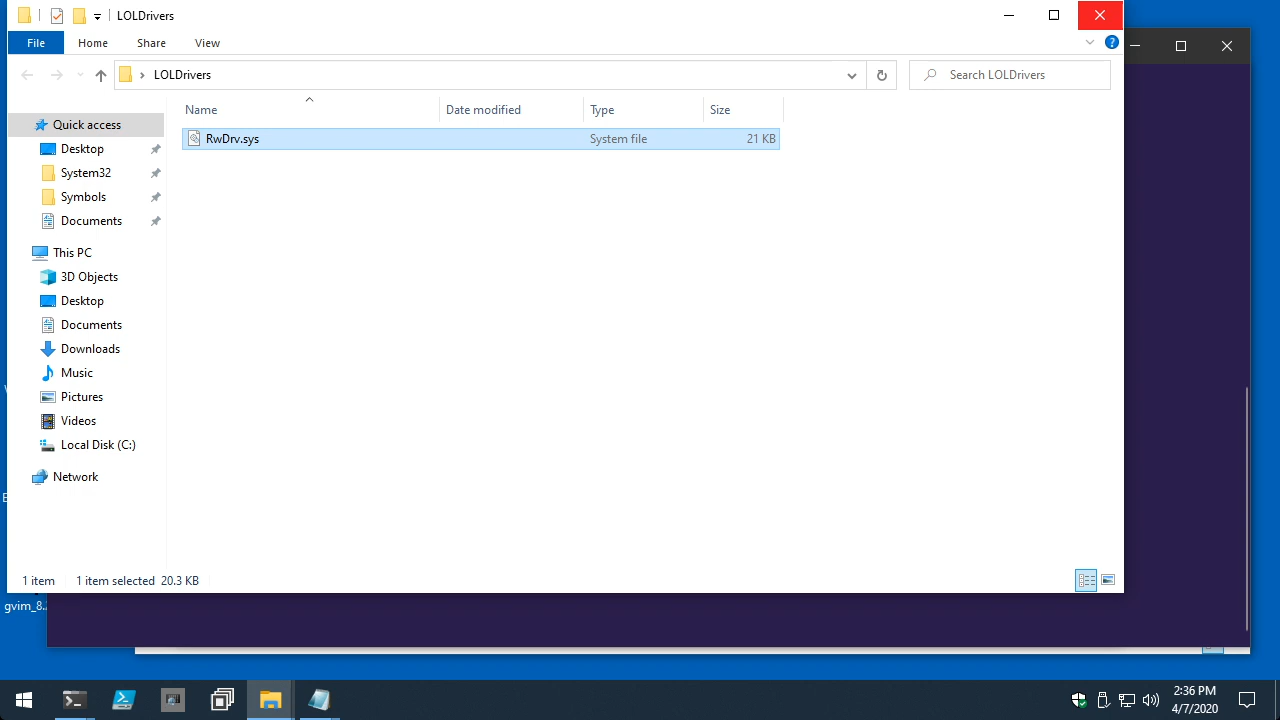 LOLDrivers
File Home Share View
LOLDrivers
Search LOLDrivers
Name Date modified Type Size
RwDrv.sys System file 21 KB
Quick access
Desktop
System32
Symbols
Documents
This PC
3D Objects
Desktop
Documents
Downloads
Music
Pictures
Videos
Local Disk (C:)
Network
1 item 1 item selected 20.3 KB
gvim_8.
2:36 PM
4/7/2020